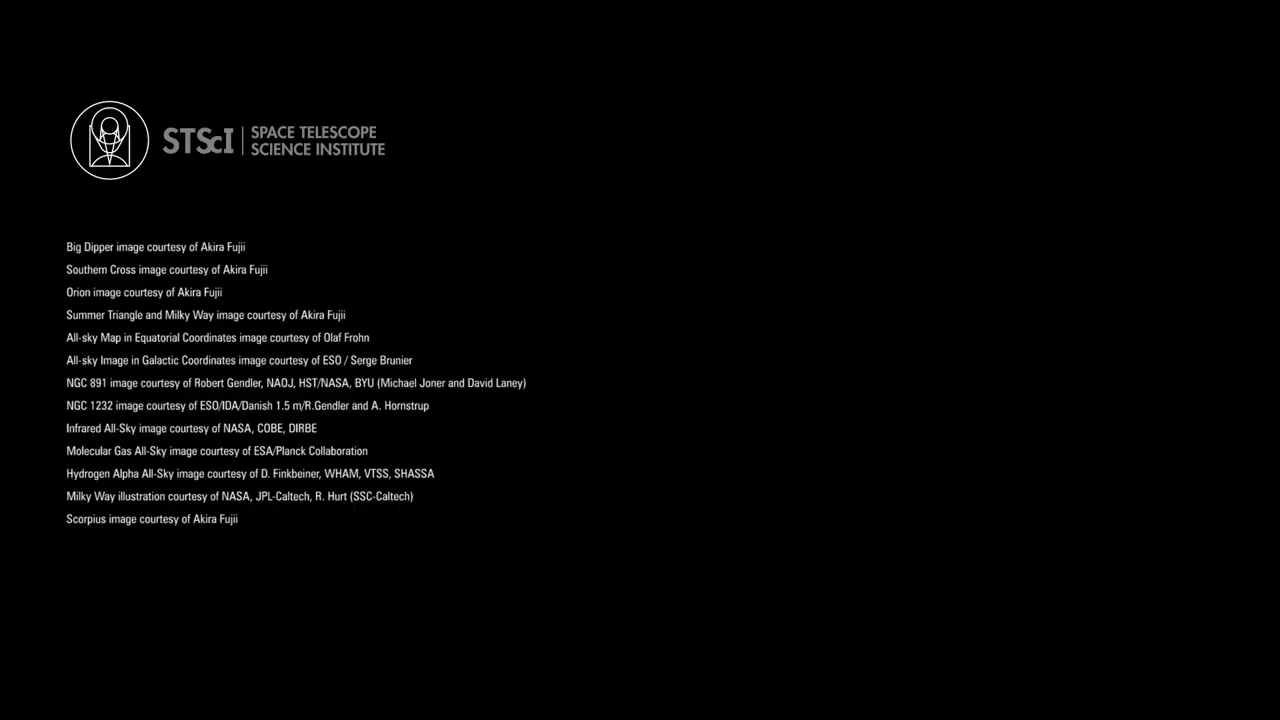 STScI | SPACE TELESCOPE
SCIENCE INSTITUTE
Big Dipper image courtesy of Akira Fujii
Southern Cross image courtesy of Akira Fujii
Orion image courtesy of Akira Fujii
Summer Triangle and Milky Way image courtesy of Akira Fujii
All-sky Map in Equatorial Coordinates image courtesy of Olaf Frohn
All-sky Image in Galactic Coordinates image courtesy of ESO / Serge Brunier
NGC 891 image courtesy of Robert Gendler, NAOJ, HST/NASA, BYU (Michael Joner and David Laney)
NGC 1232 image courtesy of ESO/IDA/Danish 1.5 m/R.Gendler and A. Hornstrup
Infrared All-Sky image courtesy of NASA, COBE, DIRBE
Molecular Gas All-Sky image courtesy of ESA/Planck Collaboration
Hydrogen Alpha All-Sky image courtesy of D. Finkbeiner, WHAM, VTSS, SHASSA
Milky Way illustration courtesy of NASA, JPL-Caltech, R. Hurt (SSC-Caltech)
Scorpius image courtesy of Akira Fujii